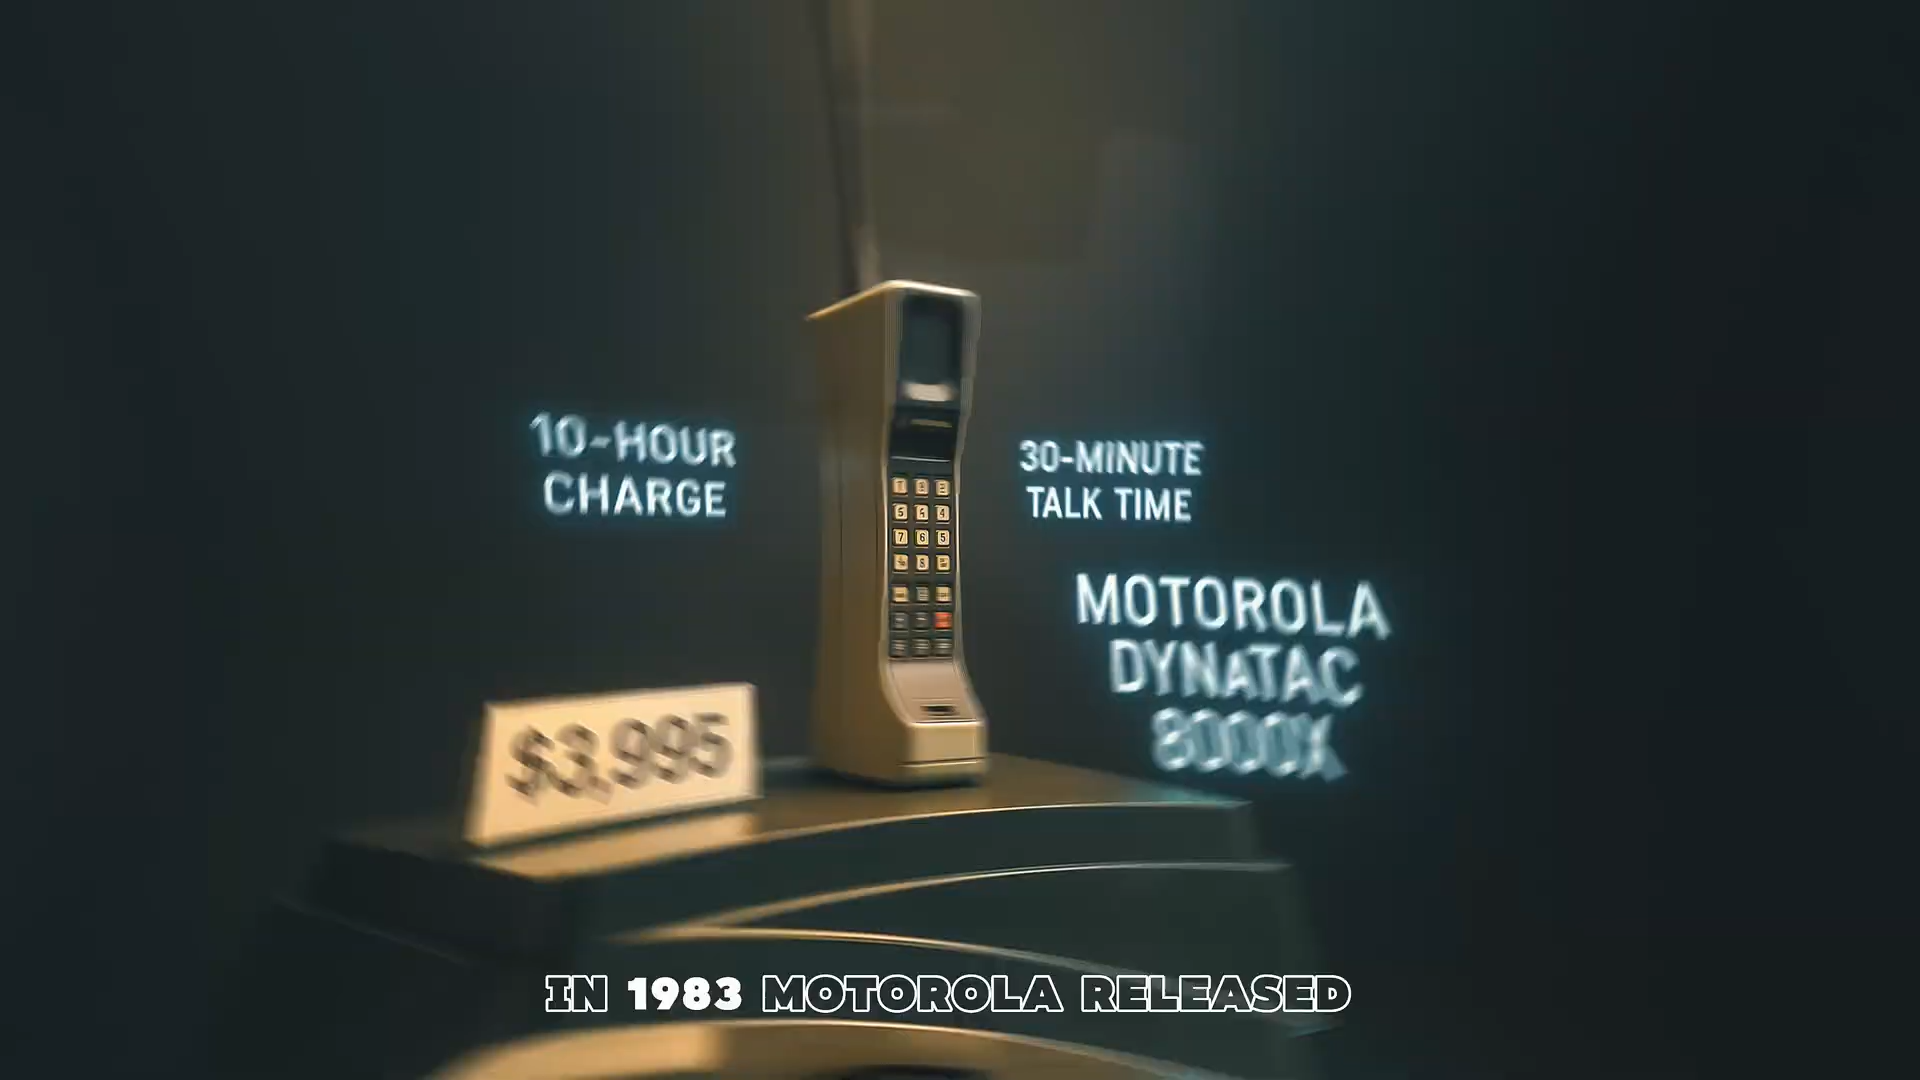 10-HOUR
CHARGE
30-MINUTE
TALK TIME
MOTOROLA
DYNATAC
8000X
$3,995
IN 1983 MOTOROLA RELEASED